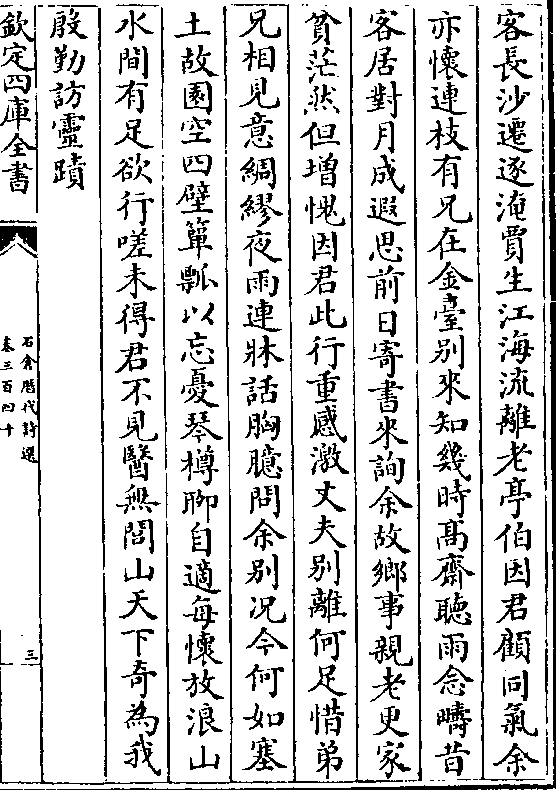 客長沙遷逐淹賈生江海流離老亭伯因君顧同氣余
亦懷連枝有兄在金臺别來知幾時髙齋聽雨念疇昔
客居對月成遐思前日寄書來詢余故鄉事親老更家
貧茫然但增愧因君此行重感激丈夫别離何足惜弟
兄相見意綢繆夜雨連牀話胸臆問余别况今何如塞
土故園空四壁簞瓢以忘憂琴樽聊自適每懷放浪山
水間有足欲行嗟未得君不見醫無閭山天下奇為我
殷勤訪靈蹟
欽定四庫全書
石倉歴代詩選
卷三百四十
三